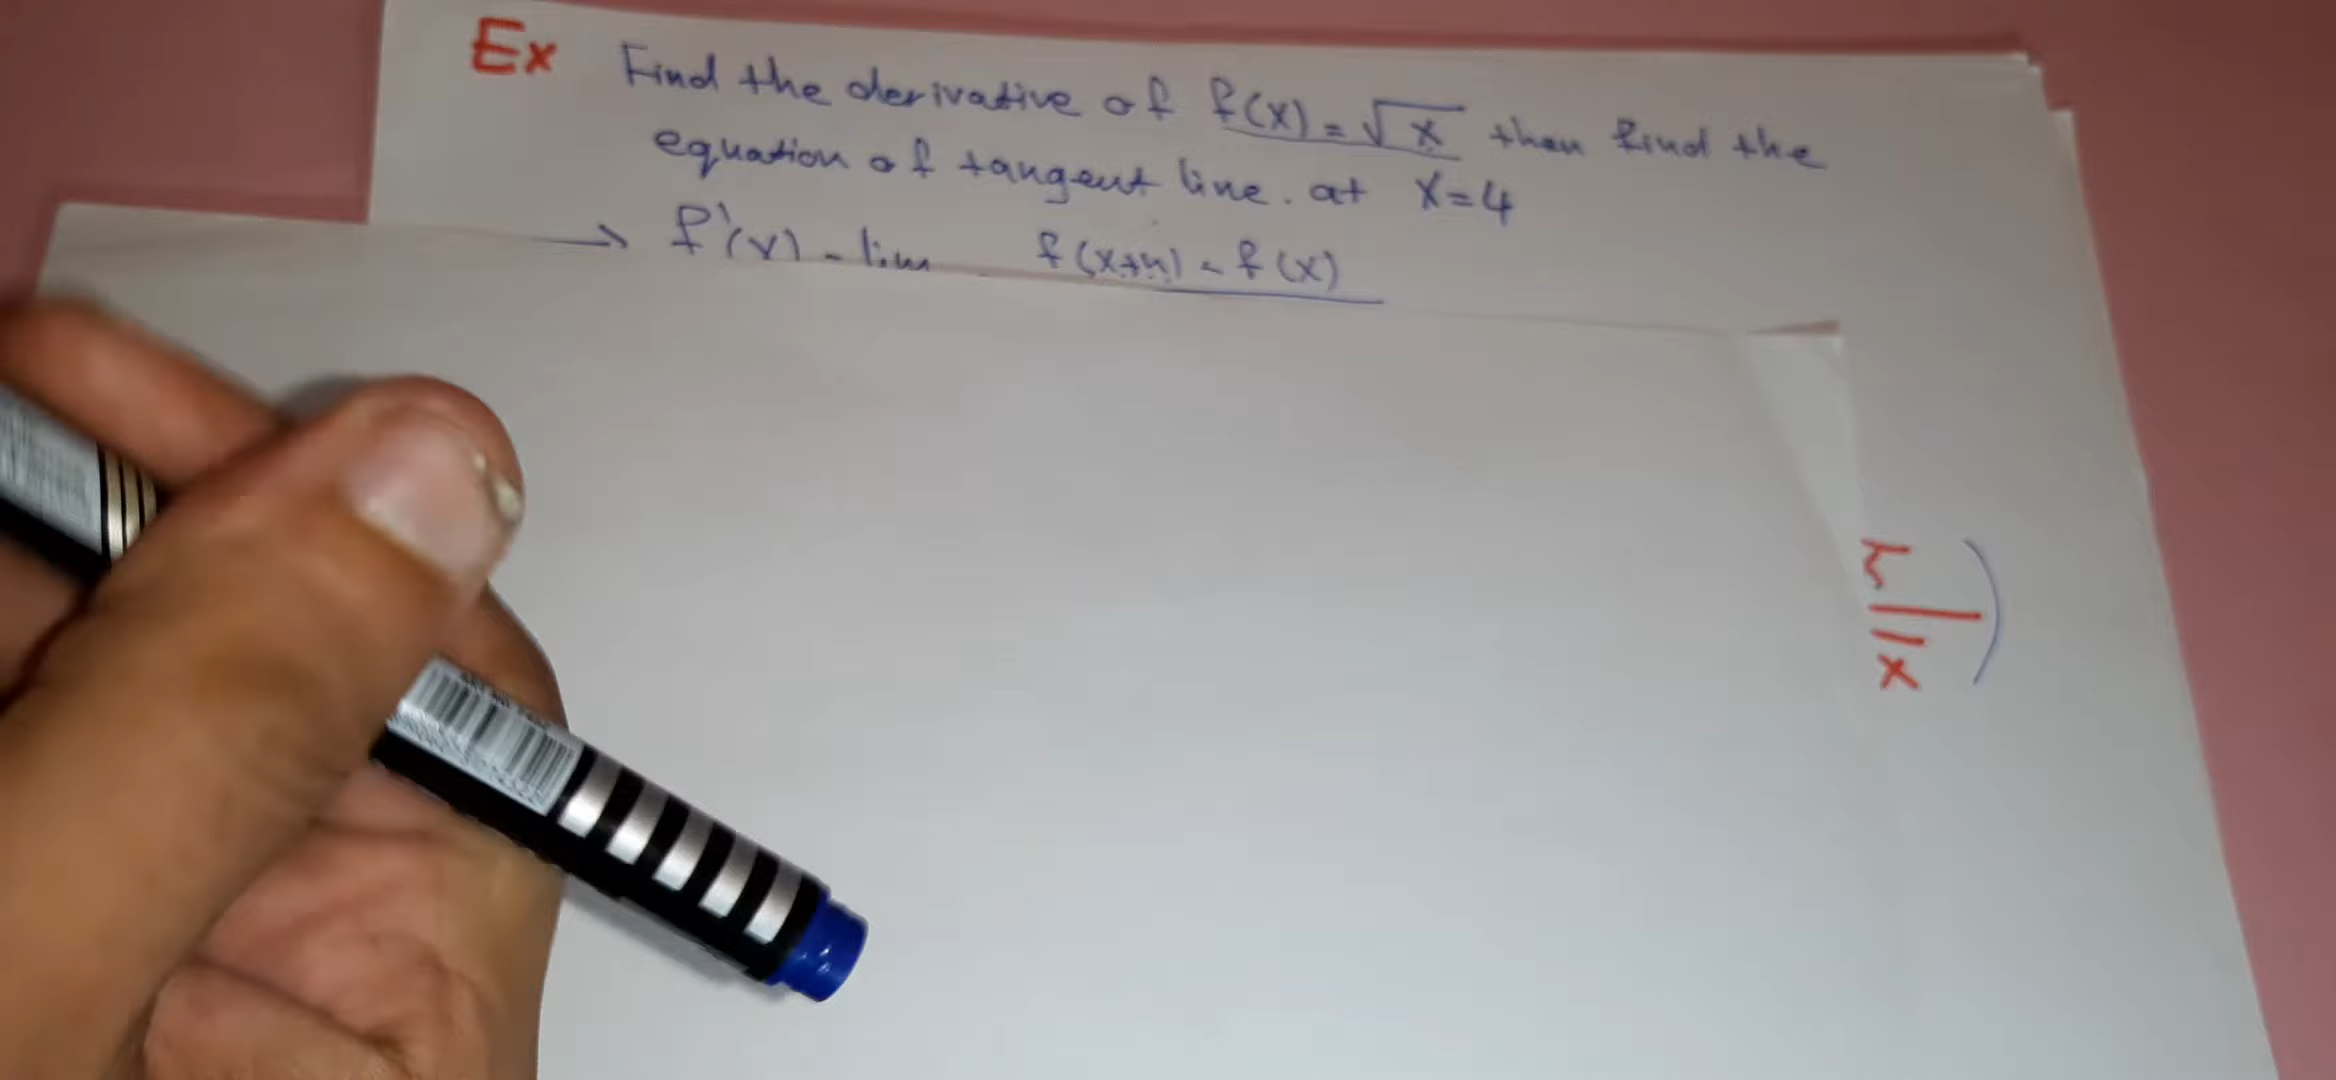 Ex Find the derivative of f(x) = √x then find the
equation of tangent line. at x=4
→ f'(x) = lim f(x+h) - f(x)